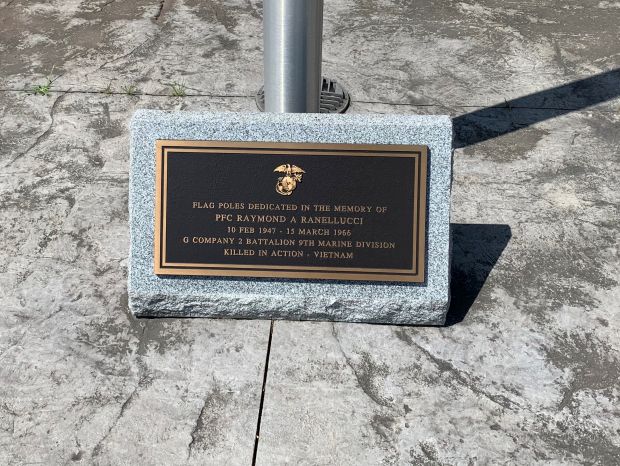 FLAG POLES DEDICATED IN THE MEMORY OF
PFC RAYMOND A RANELLUCCI
10 FEB 1947 - 15 MARCH 1966
G COMPANY 2 BATTALION 9TH MARINE DIVISION
KILLED IN ACTION - VIETNAM